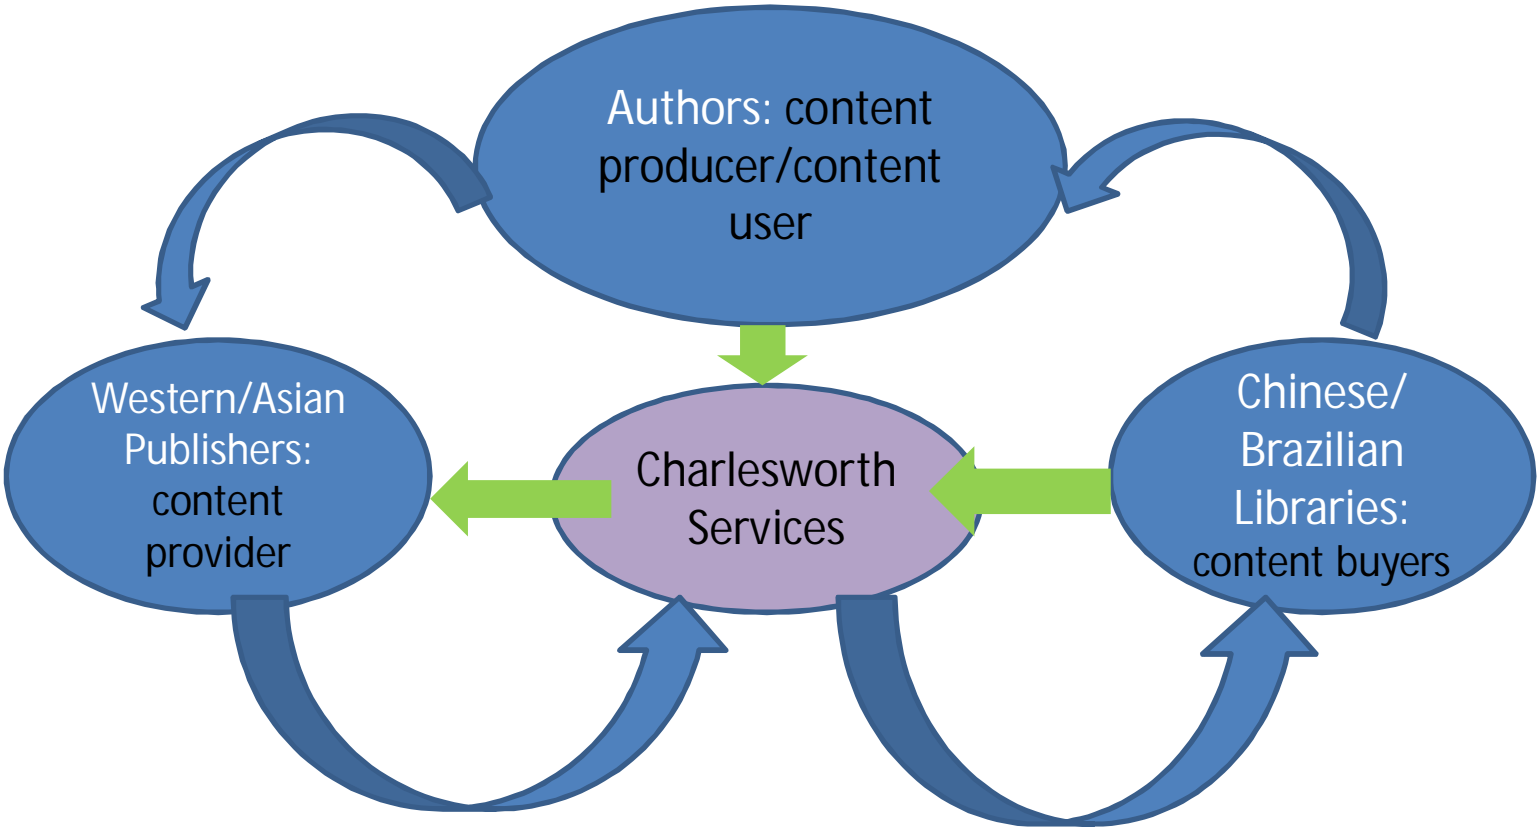 Authors: content
producer/content
user
Western/Asian
Publishers:
content
provider
Charlesworth
Services
Chinese/
Brazilian
Libraries:
content buyers